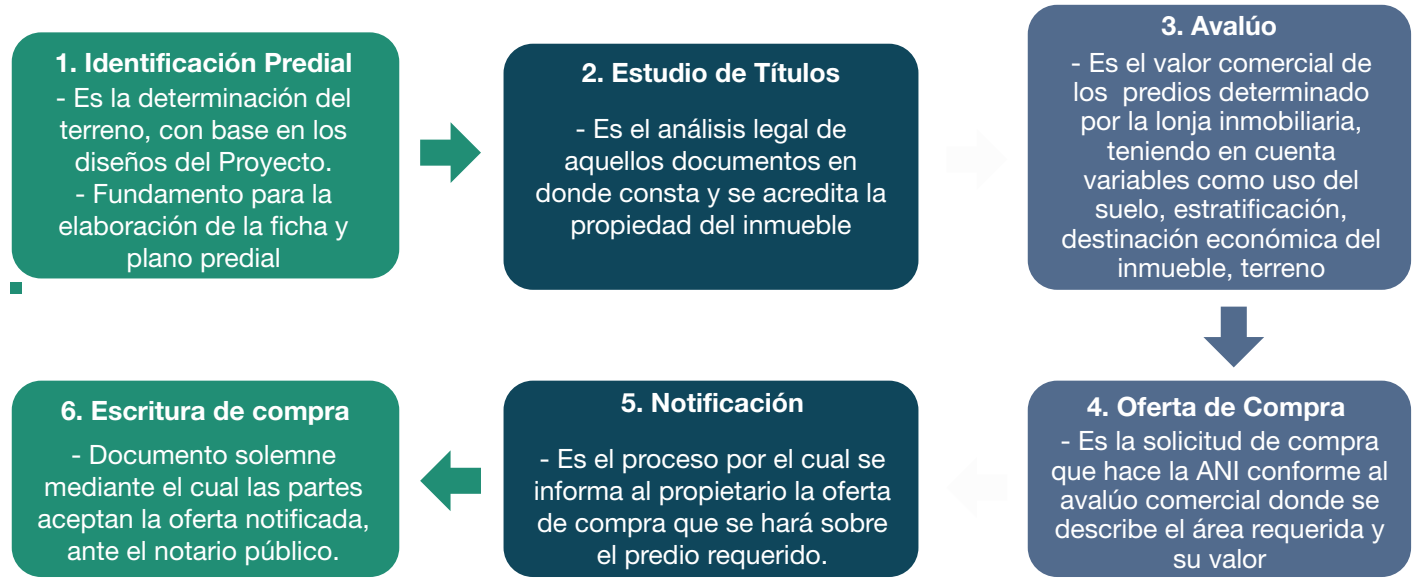 1. Identificación Predial
- Es la determinación del
terreno, con base en los
diseños del Proyecto.
- Fundamento para la
elaboración de la ficha y
plano predial
2. Estudio de Títulos
- Es el análisis legal de
aquellos documentos en
donde consta y se acredita la
propiedad del inmueble
3. Avalúo
- Es el valor comercial de
los predios determinado
por la lonja inmobiliaria,
teniendo en cuenta
variables como uso del
suelo, estratificación,
destinación económica del
inmueble, terreno
4. Oferta de Compra
- Es la solicitud de compra
que hace la ANI conforme al
avalúo comercial donde se
describe el área requerida y
su valor
5. Notificación
- Es el proceso por el cual se
informa al propietario la oferta
de compra que se hará sobre
el predio requerido.
6. Escritura de compra
- Documento solemne
mediante el cual las partes
aceptan la oferta notificada,
ante el notario público.